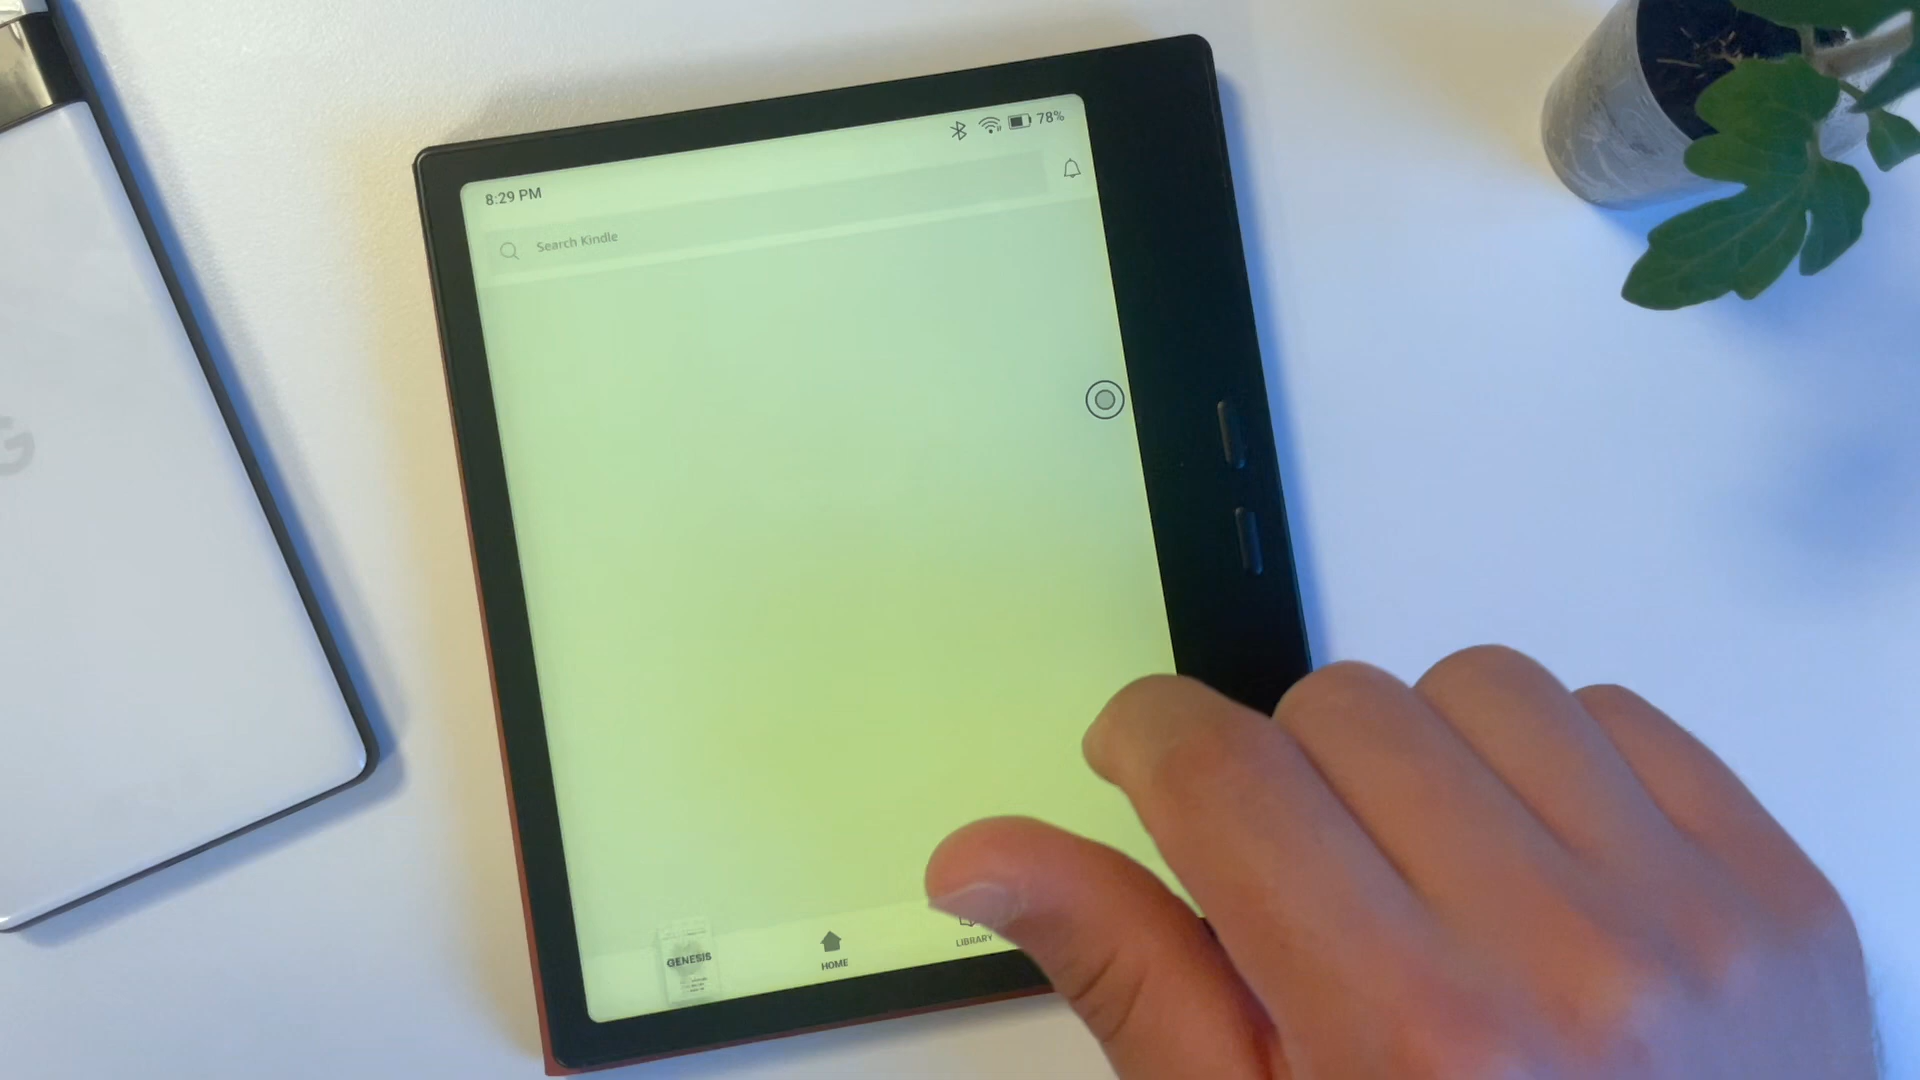 78%
8:29 PM
Search Kindle
GENESIS
HOME
LIBRARY
G